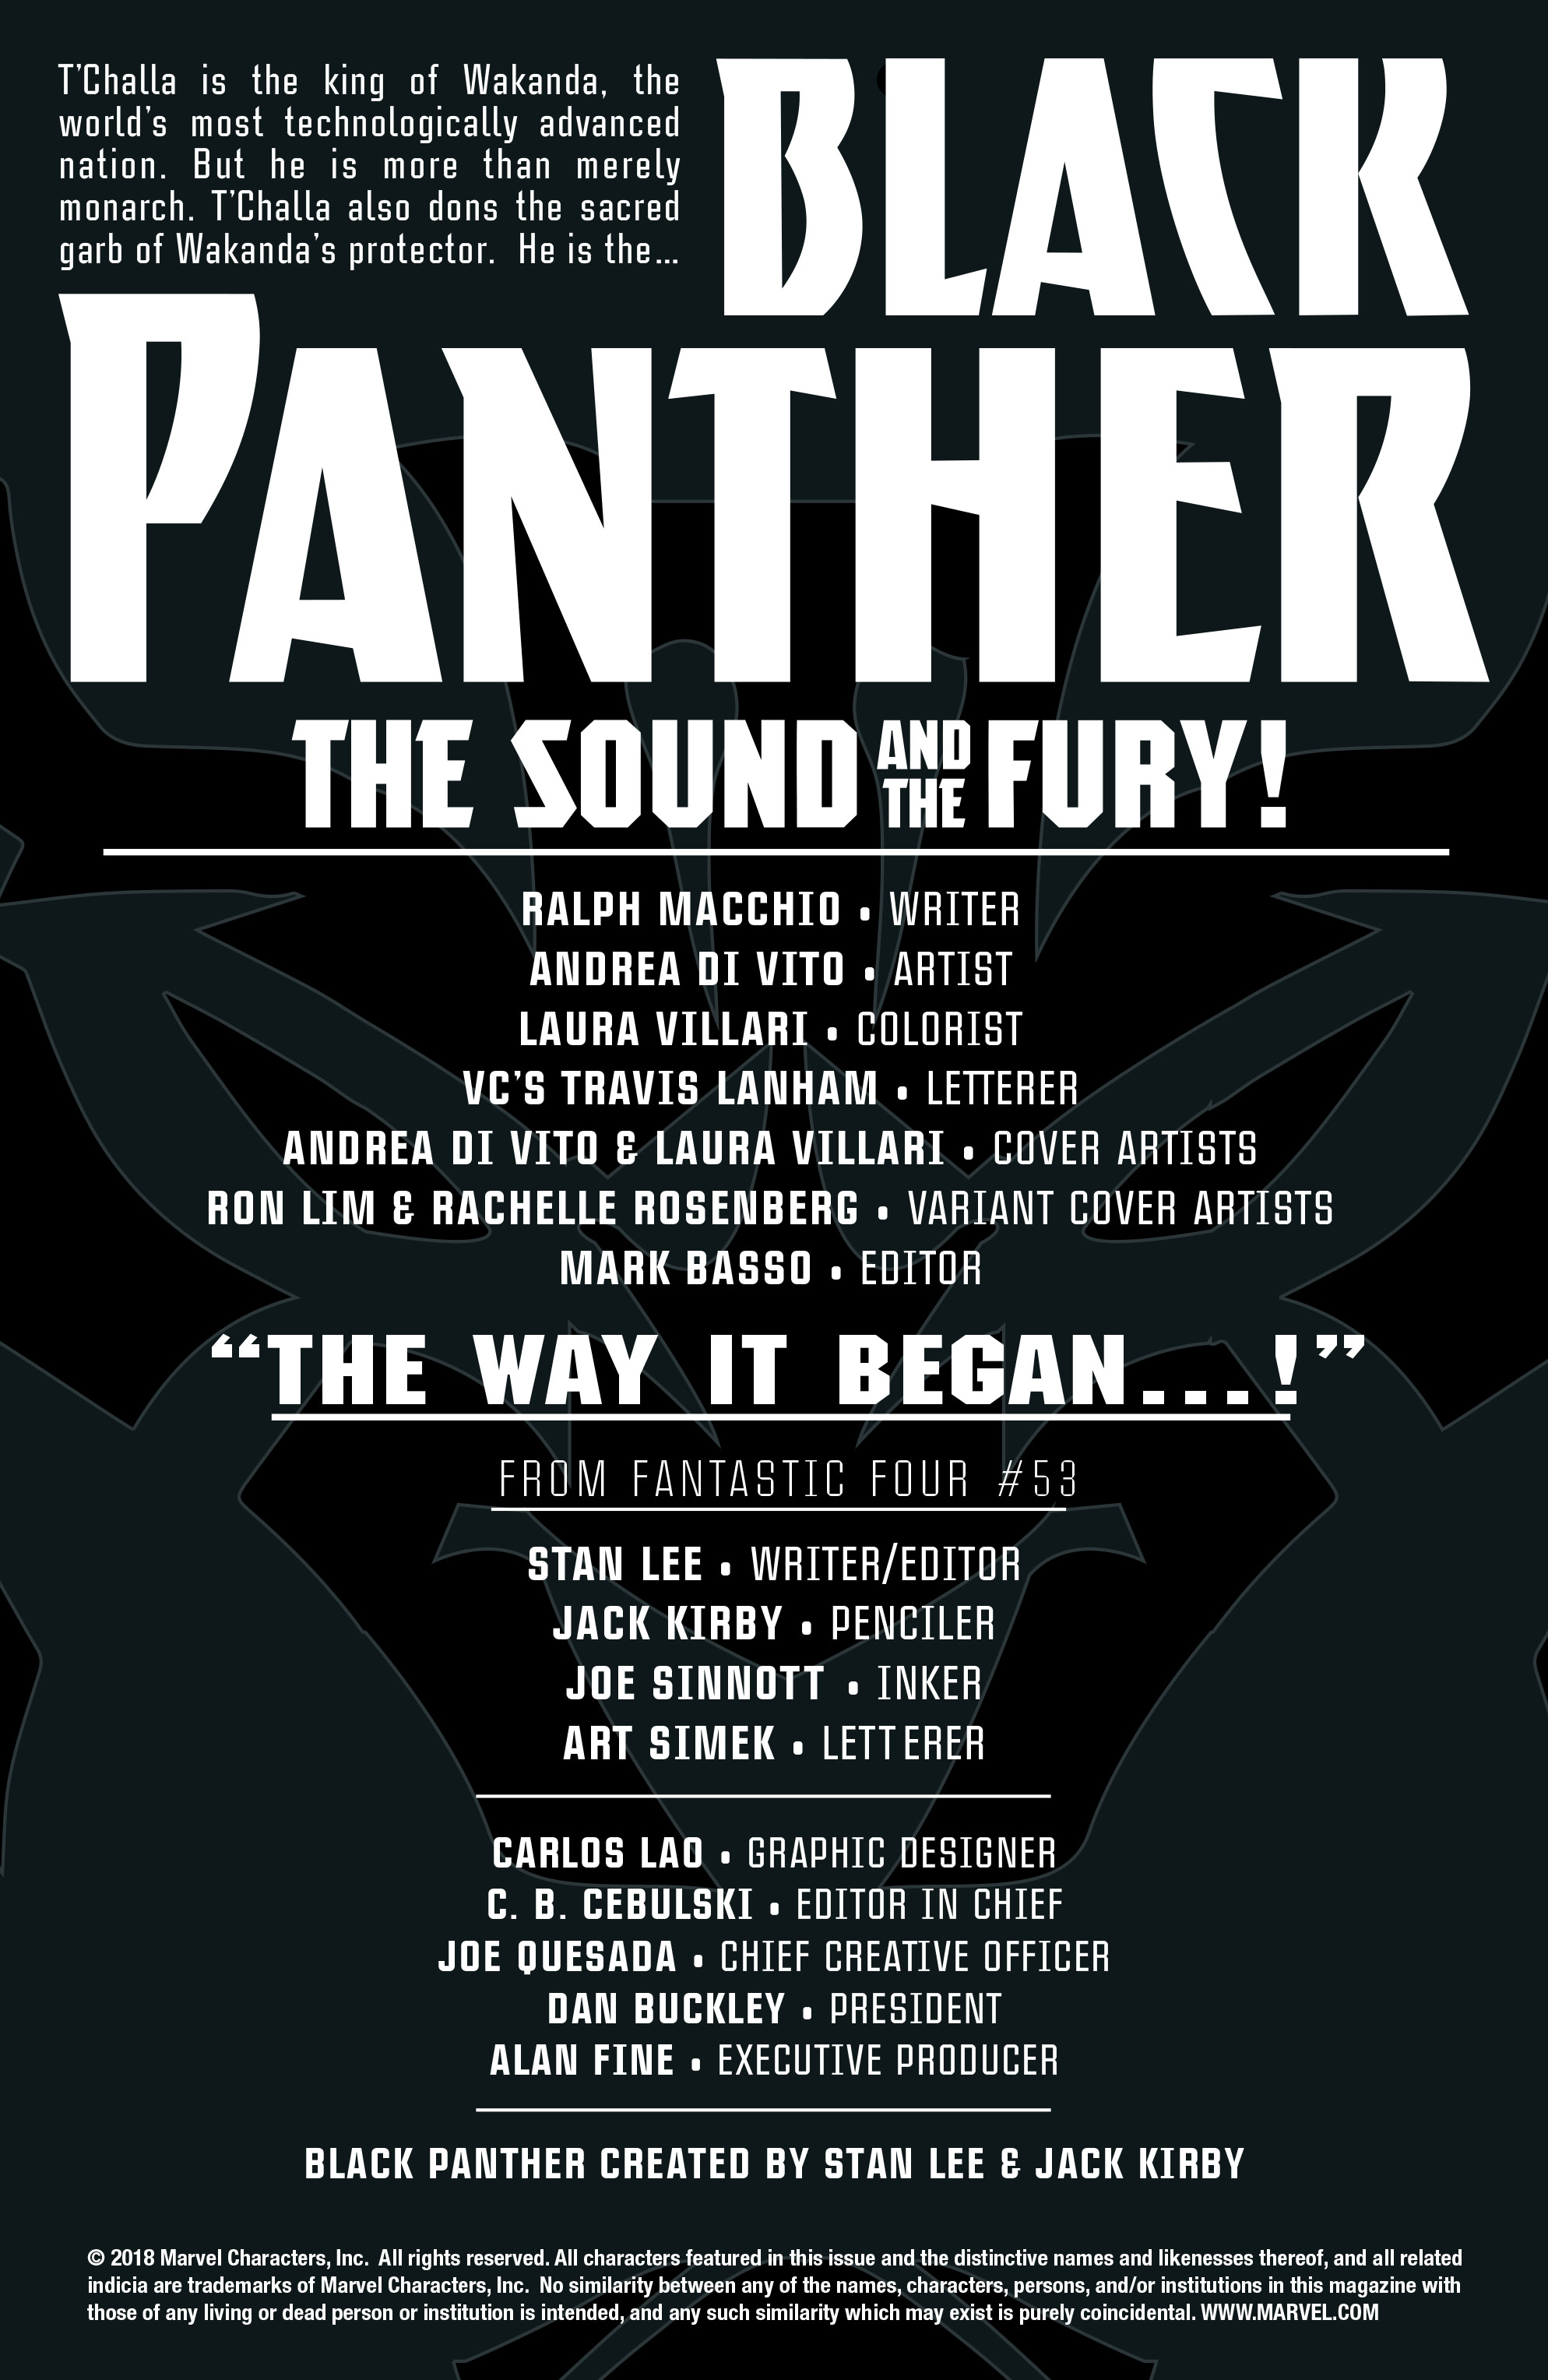 T'Challa is the king of Wakanda, the
world's most technologically advanced
nation. But he is more than merely
monarch. T'Challa also dons the sacred
garb of Wakanda's protector. He is the...
BLACK
PANTHER
THE SOUND AND THE FURY!
RALPH MACCHIO • WRITER
ANDREA DI VITO • ARTIST
LAURA VILLARI • COLORIST
VC'S TRAVIS LANHAM • LETTERER
ANDREA DI VITO & LAURA VILLARI • COVER ARTISTS
RON LIM & RACHELLE ROSENBERG • VARIANT COVER ARTISTS
MARK BASSO • EDITOR
“THE WAY IT BEGAN...!”
FROM FANTASTIC FOUR #53
STAN LEE • WRITER/EDITOR
JACK KIRBY • PENCILER
JOE SINNOTT • INKER
ART SIMEK • LETTERER
CARLOS LAO • GRAPHIC DESIGNER
C. B. CEBULSKI • EDITOR IN CHIEF
JOE QUESADA • CHIEF CREATIVE OFFICER
DAN BUCKLEY • PRESIDENT
ALAN FINE • EXECUTIVE PRODUCER
BLACK PANTHER CREATED BY STAN LEE & JACK KIRBY
© 2018 Marvel Characters, Inc. All rights reserved. All characters featured in this issue and the distinctive names and likenesses thereof, and all related
indicia are trademarks of Marvel Characters, Inc. No similarity between any of the names, characters, persons, and/or institutions in this magazine with
those of any living or dead person or institution is intended, and any such similarity which may exist is purely coincidental. WWW.MARVEL.COM